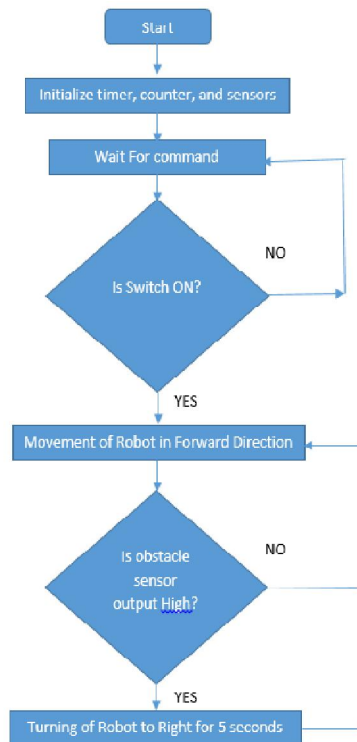 Start
Initialize timer, counter, and sensors
Wait For command
NO
Is Switch ON?
YES
Movement of Robot in Forward Direction
NO
Is obstacle
sensor
output High?
YES
Turning of Robot to Right for 5 seconds